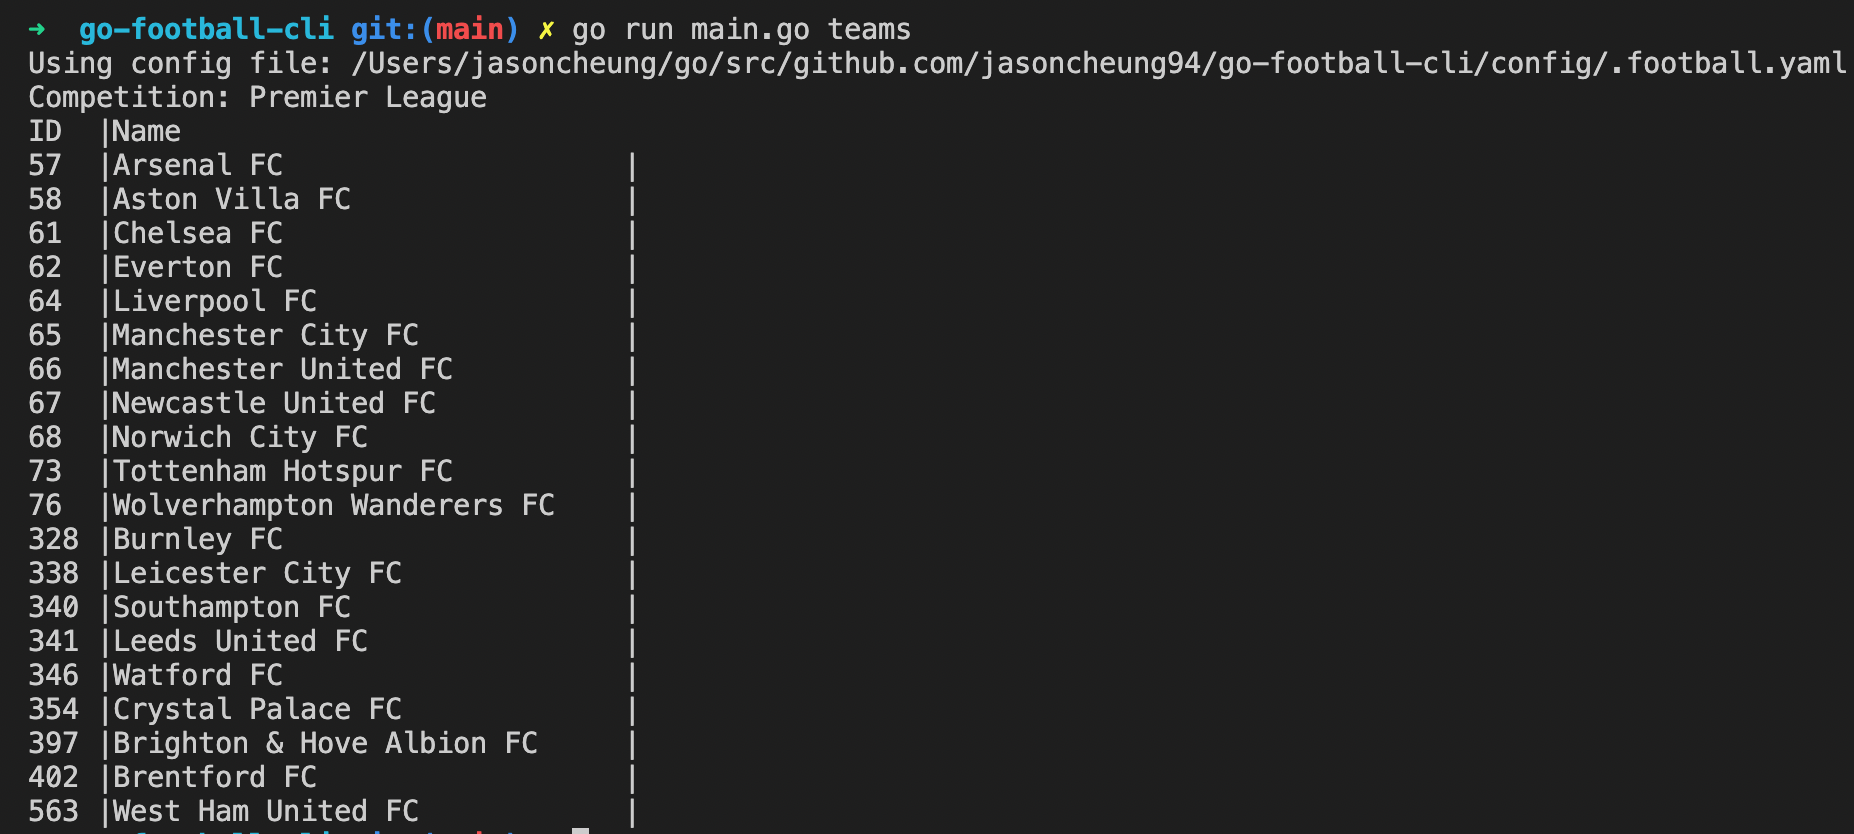 ➜  go-football-cli git:(main) ✗ go run main.go teams
Using config file: /Users/jasoncheung/go/src/github.com/jasoncheung94/go-football-cli/config/.football.yaml
Competition: Premier League
ID  |Name
57  |Arsenal FC                    |
58  |Aston Villa FC                |
61  |Chelsea FC                    |
62  |Everton FC                    |
64  |Liverpool FC                  |
65  |Manchester City FC            |
66  |Manchester United FC          |
67  |Newcastle United FC           |
68  |Norwich City FC               |
73  |Tottenham Hotspur FC          |
76  |Wolverhampton Wanderers FC    |
328 |Burnley FC                    |
338 |Leicester City FC             |
340 |Southampton FC                |
341 |Leeds United FC               |
346 |Watford FC                    |
354 |Crystal Palace FC             |
397 |Brighton & Hove Albion FC     |
402 |Brentford FC                  |
563 |West Ham United FC            |